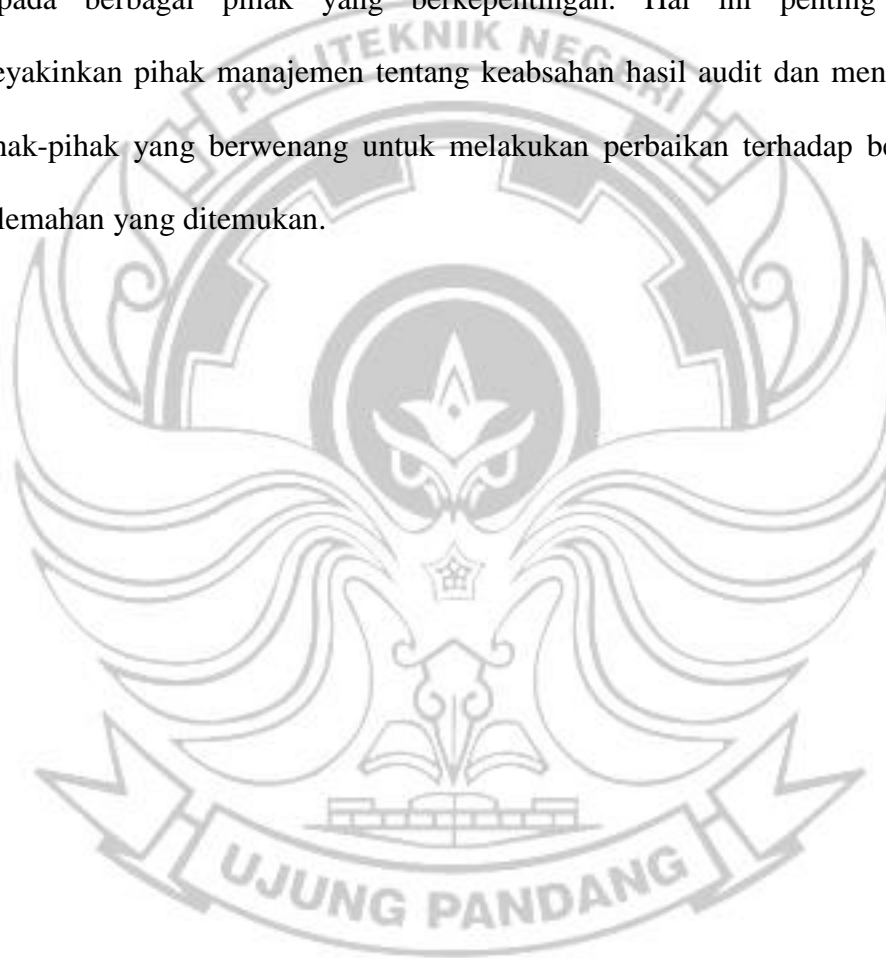 pada berbagai pihak yang berkepentingan. Hal ini penting
eyakinkan pihak manajemen tentang keabsahan hasil audit dan men
hak-pihak yang berwenang untuk melakukan perbaikan terhadap be
lemahan yang ditemukan.
POLITEKNIK NEGERI
UJUNG PANDANG